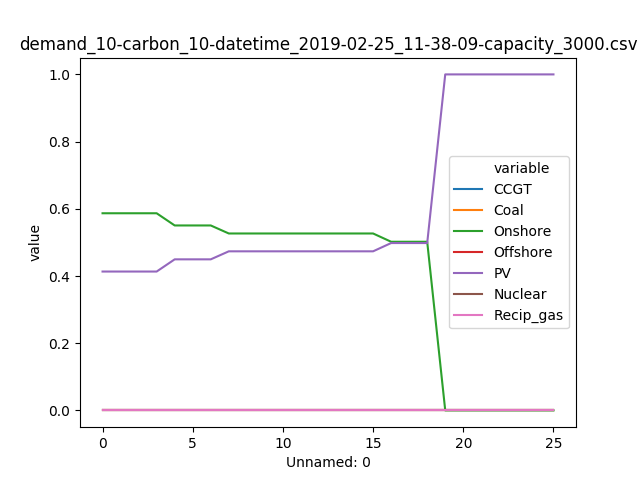 demand_10-carbon_10-datetime_2019-02-25_11-38-09-capacity_3000.csv
1.0
0.8
0.6
0.4
0.2
0.0
value
variable
CCGT
Coal
Onshore
Offshore
PV
Nuclear
Recip_gas
0 5 10 15 20 25
Unnamed: 0